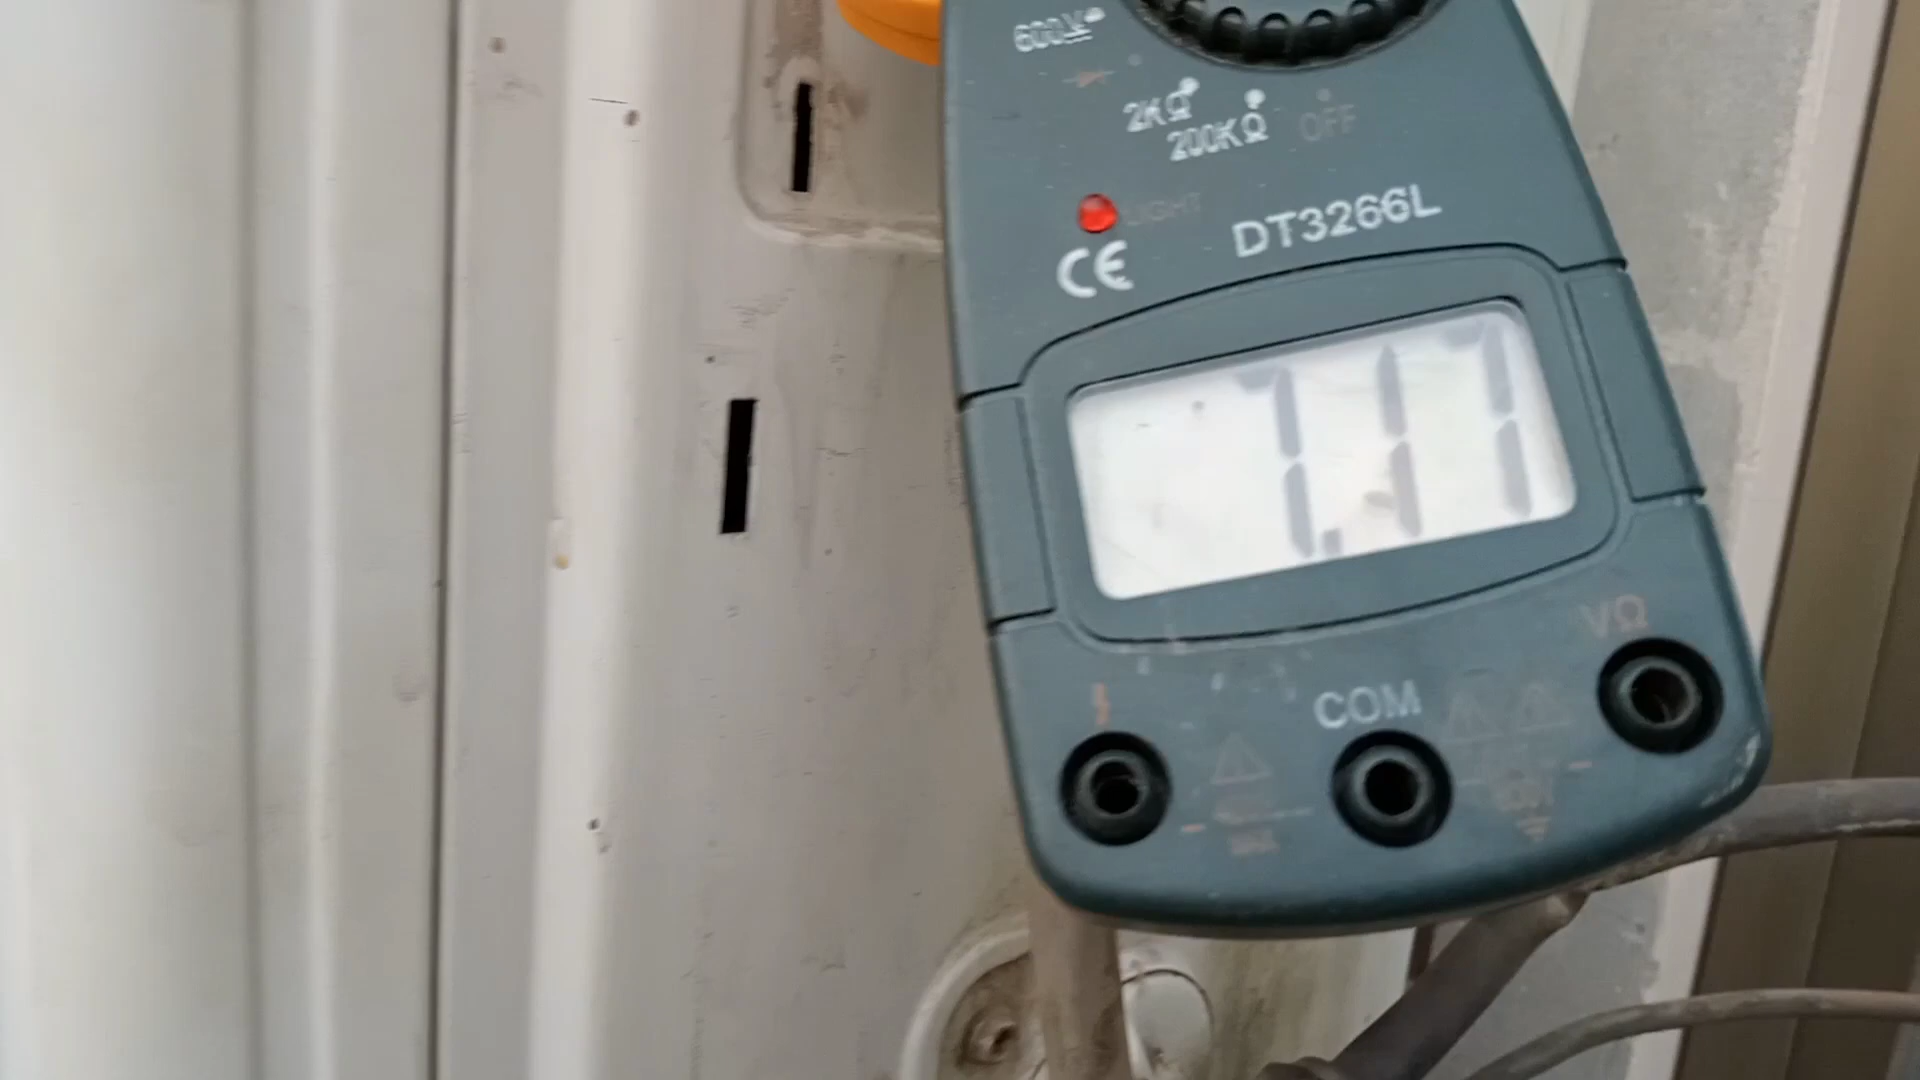 600V
2KΩ
200KΩ OFF
LIGHT
CE
DT3266L
7.17
VΩ
COM